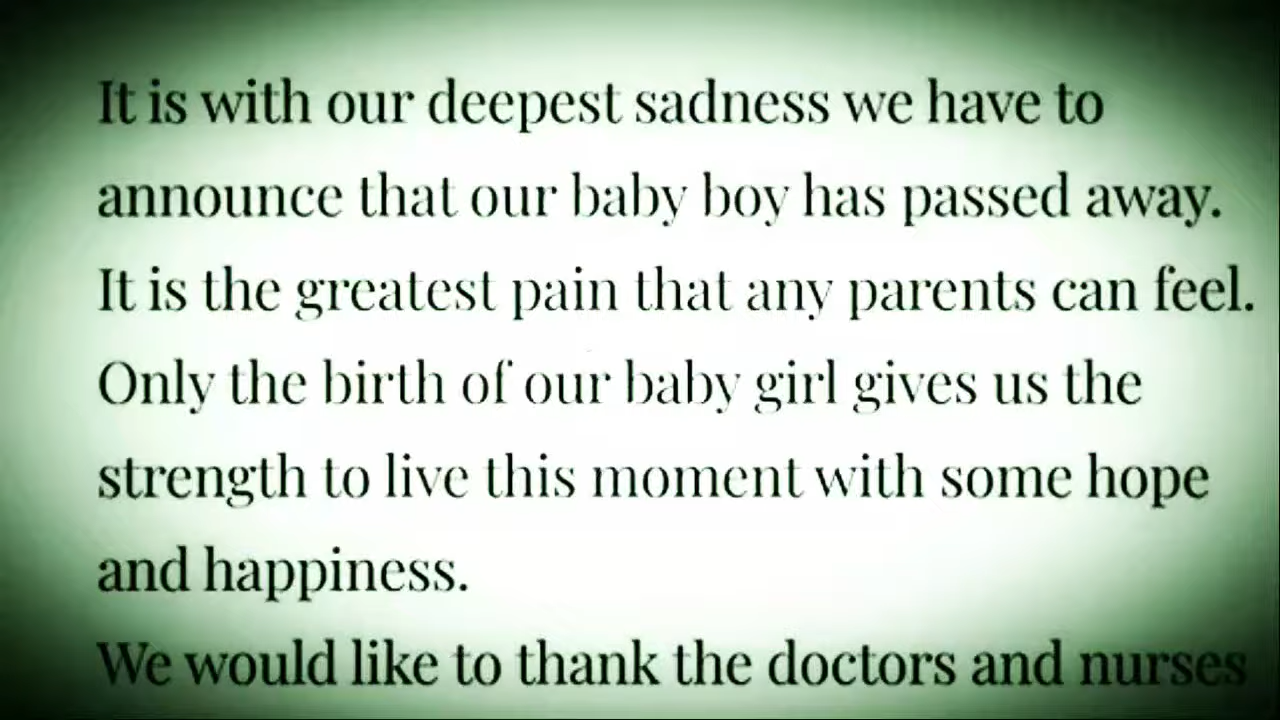 It is with our deepest sadness we have to
announce that our baby boy has passed away.
It is the greatest pain that any parents can feel.
Only the birth of our baby girl gives us the
strength to live this moment with some hope
and happiness.
We would like to thank the doctors and nurses